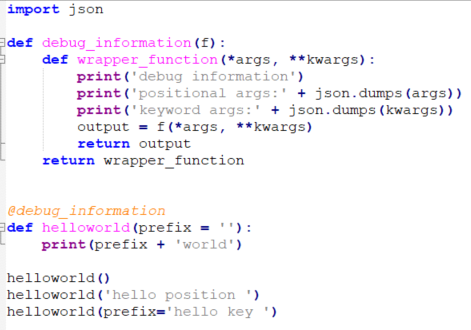 import json
def debug_information(f):
    def wrapper_function(*args, **kwargs):
        print('debug information')
        print('positional args:' + json.dumps(args))
        print('keyword args:' + json.dumps(kwargs))
        output = f(*args, **kwargs)
        return output
    return wrapper_function
@debug_information
def helloworld(prefix = ''):
    print(prefix + 'world')
helloworld()
helloworld('hello position ')
helloworld(prefix='hello key ')